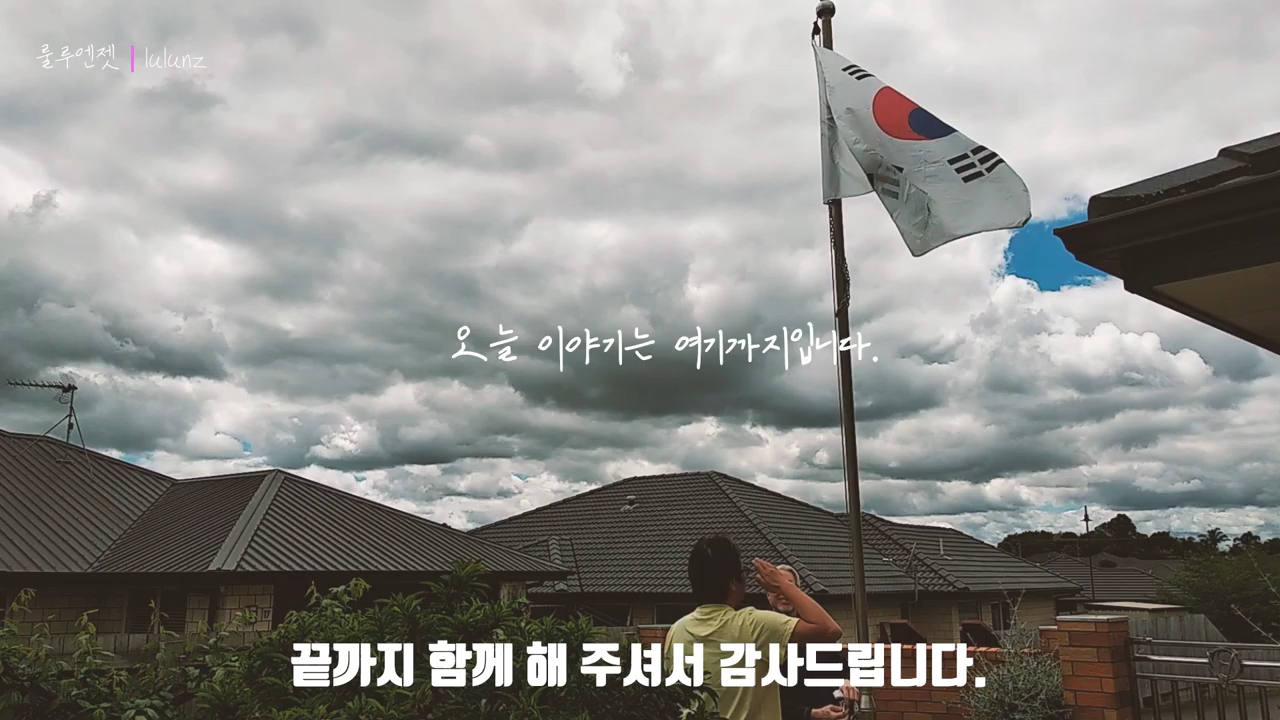 룰루엔젯 | lulunz
오늘 이야기는 여기까지입니다.
끝까지 함께 해 주셔서 감사드립니다.